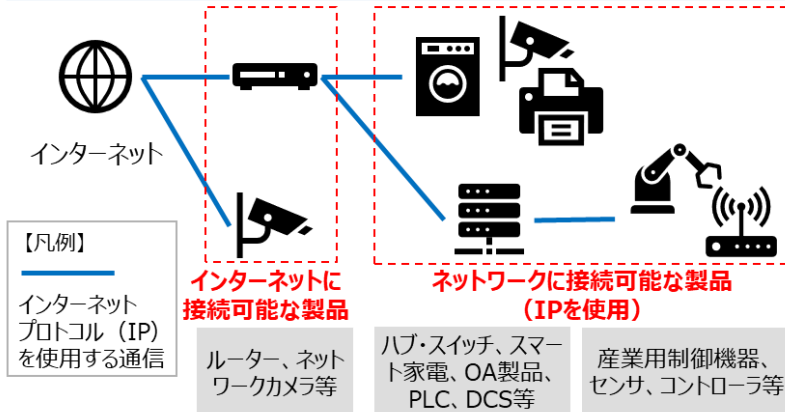 インターネット
【凡例】
インターネット
プロトコル（IP）
を使用する通信
インターネットに
接続可能な製品
ルーター、ネット
ワークカメラ等
ネットワークに接続可能な製品
（IPを使用）
ハブ・スイッチ、スマー
ト家電、OA製品、
PLC、DCS等
産業用制御機器、
センサ、コントローラ等